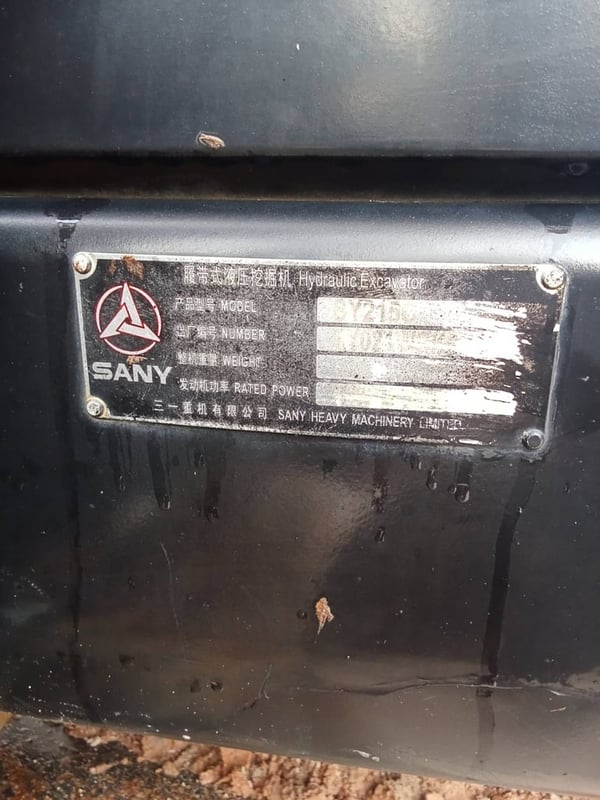 履带式液压挖掘机 Hydraulic Excavator
产品型号 MODEL SY215
出厂编号 NUMBER
整机重量 WEIGHT
发动机功率 RATED POWER
SANY
三一重机有限公司 SANY HEAVY MACHINERY LIMITED